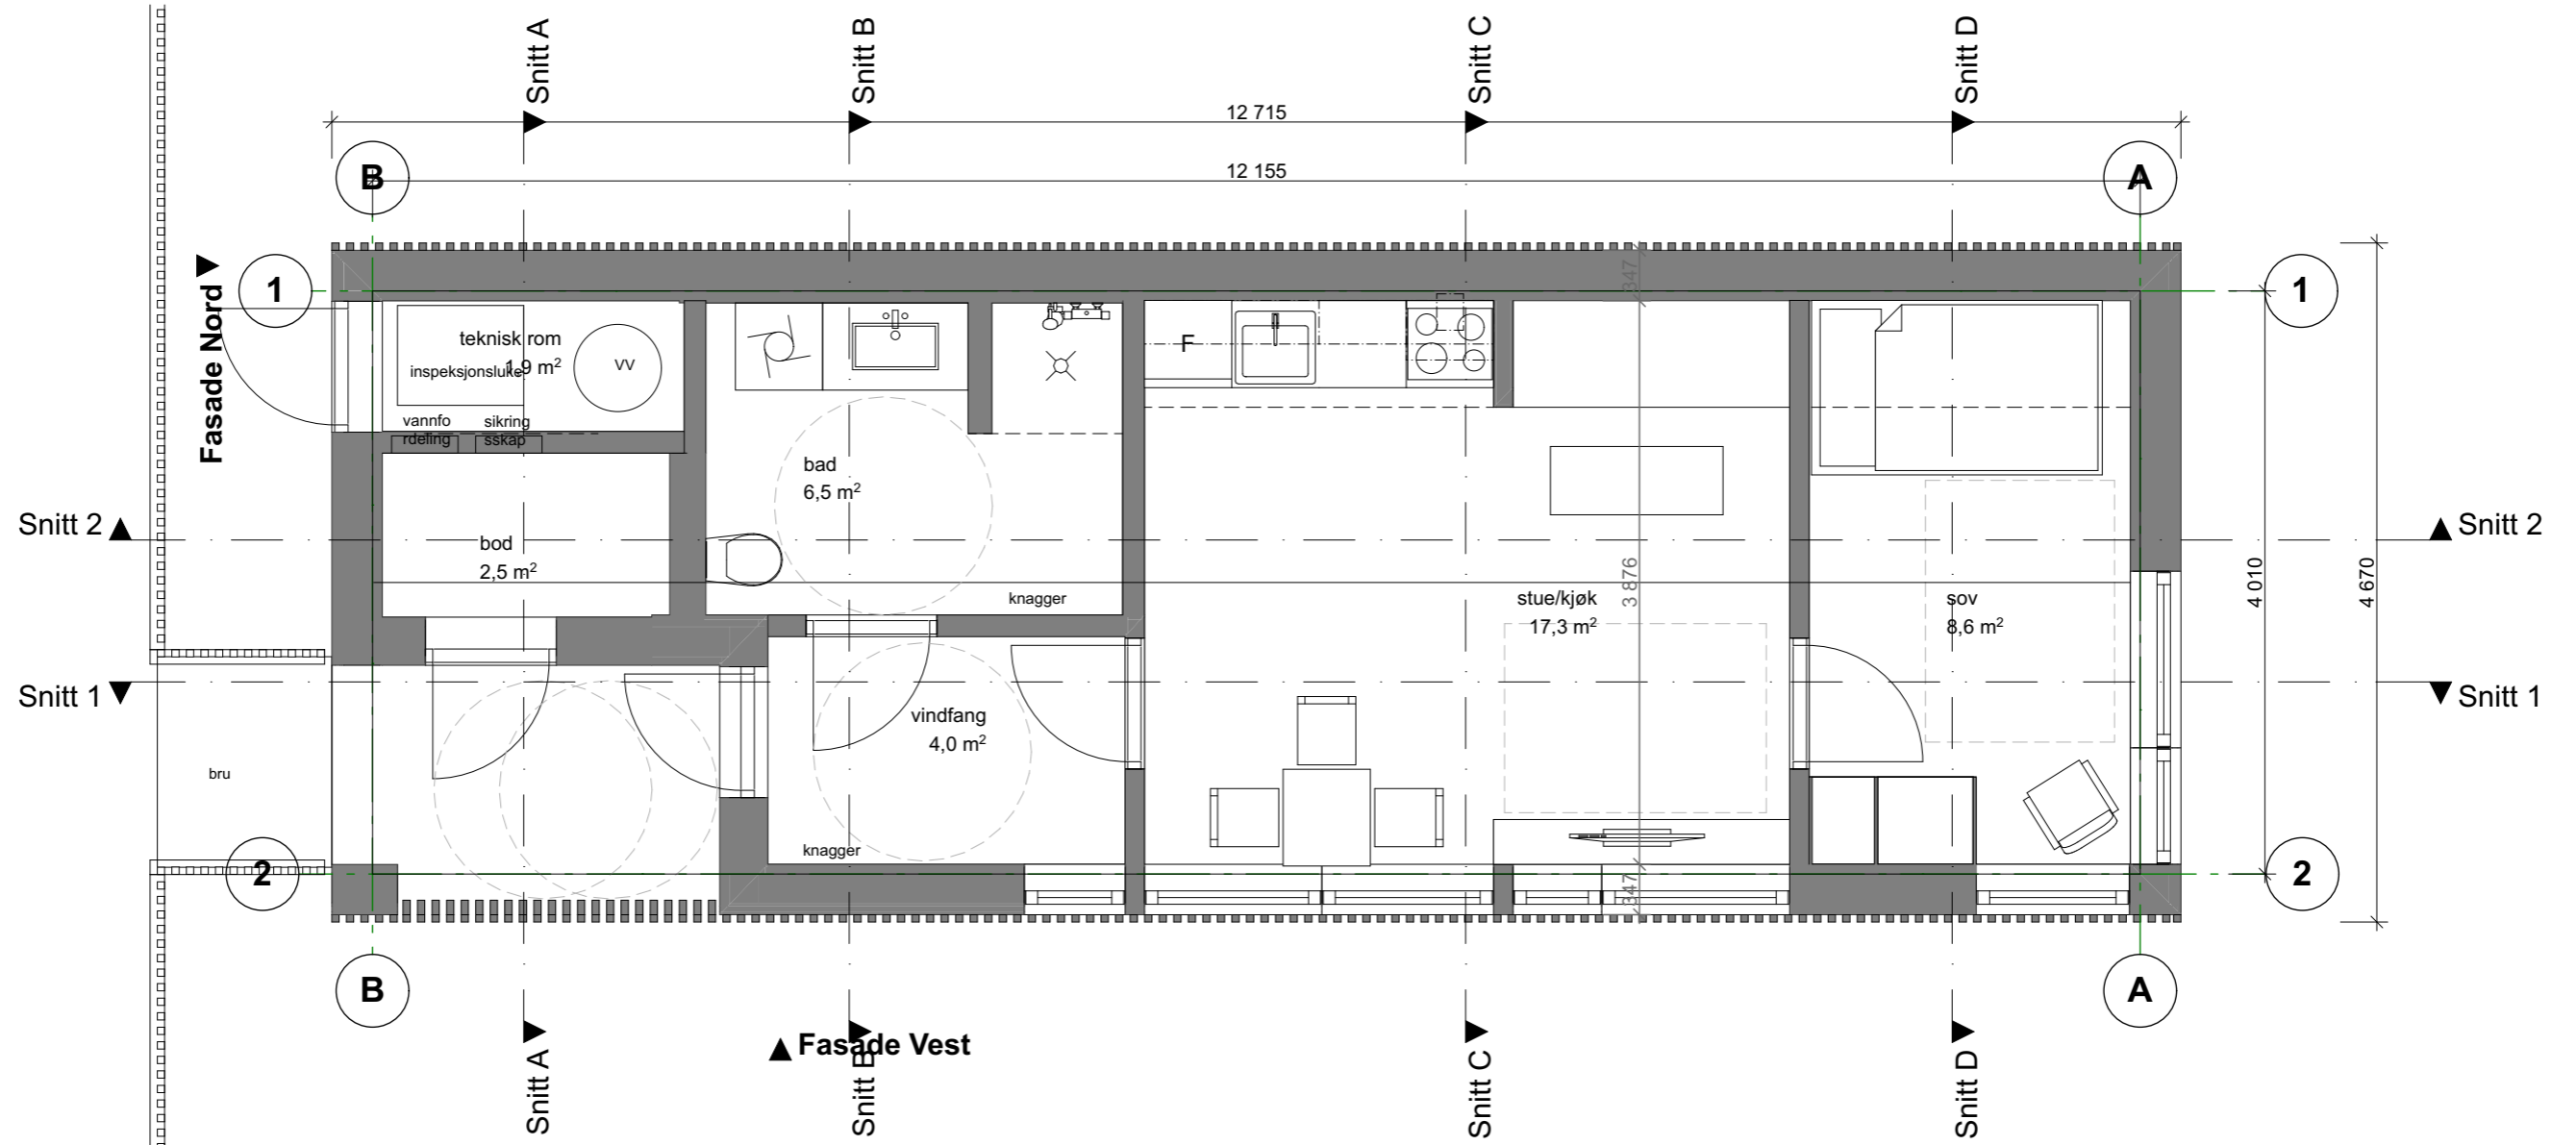 Snitt A
Snitt B
Snitt C
Snitt D
12 715
12 155
B
A
Fasade Nord
1
1
347
teknisk rom
1,9 m²
inspeksjonsluke
VV
vannfo
rdeling
sikring
sskap
F
bad
6,5 m²
Snitt 2
Snitt 2
bod
2,5 m²
knagger
stue/kjøk
17,3 m²
3 876
sov
8,6 m²
4 010
4 670
Snitt 1
Snitt 1
bru
vindfang
4,0 m²
knagger
2
2
347
B
A
Fasade Vest
Snitt A
Snitt B
Snitt C
Snitt D